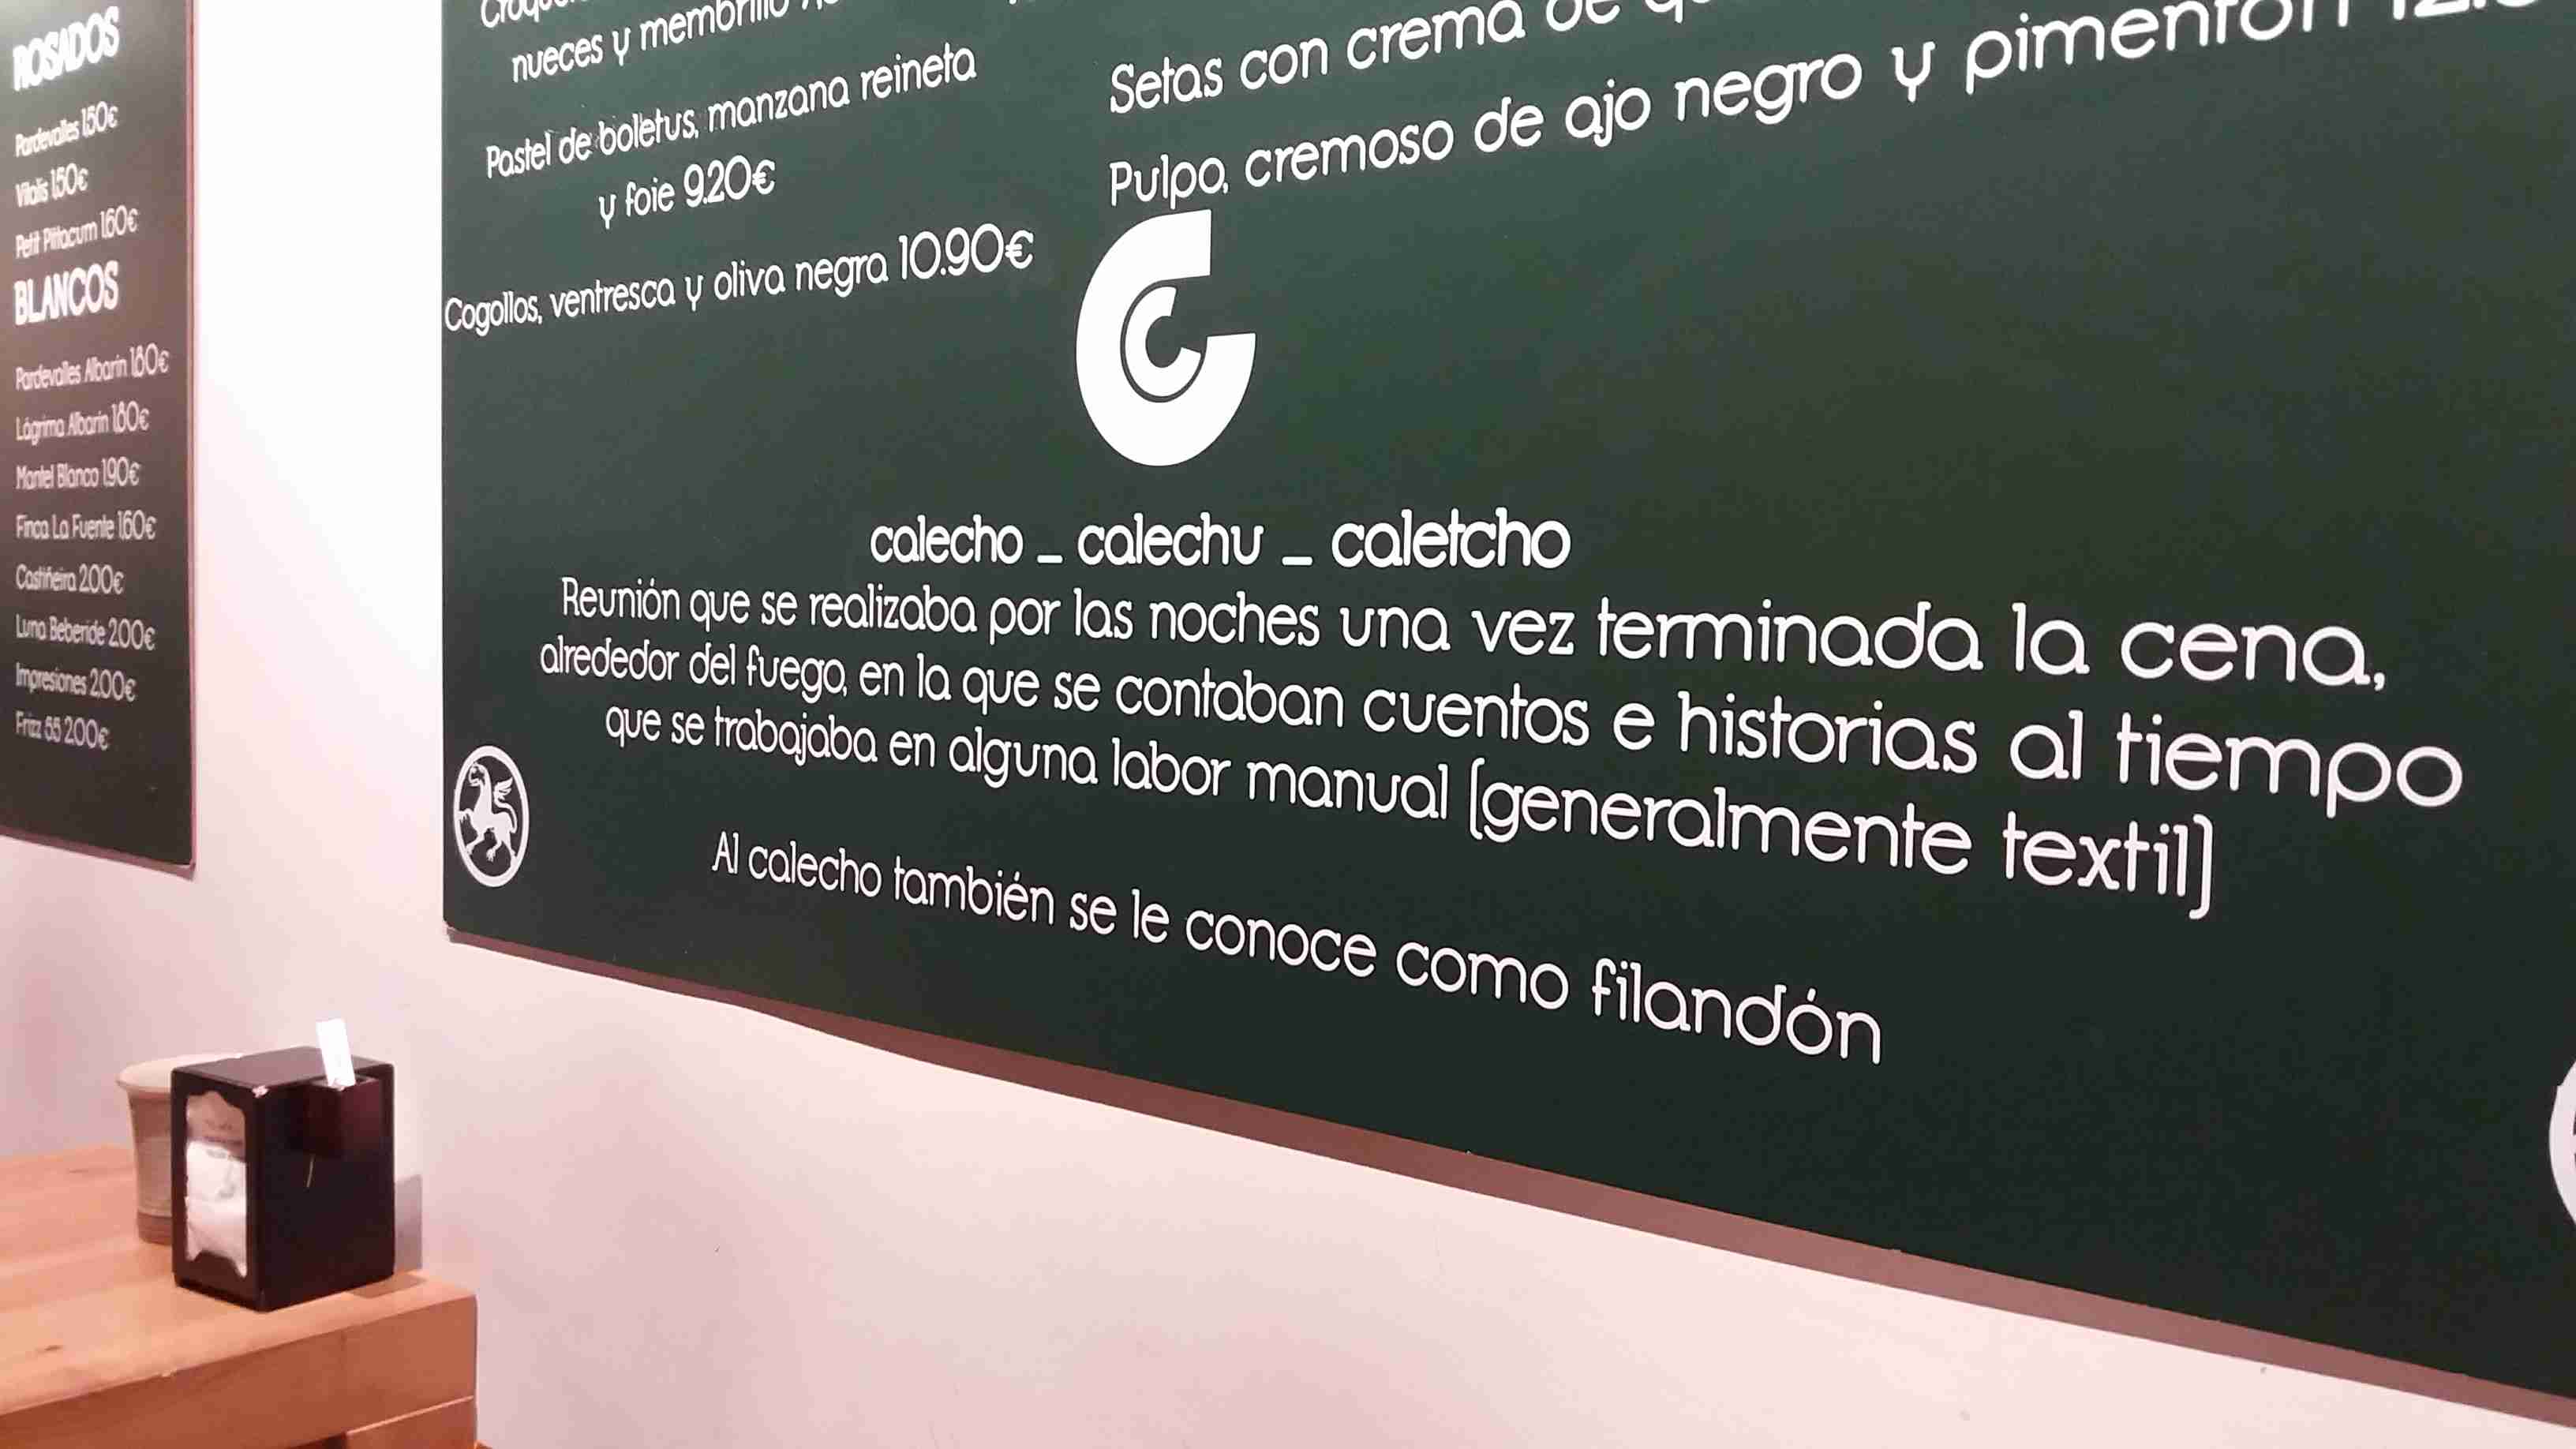 ROSADOS
Pardevalles 1.50€
Vitalis 1.50€
Petit Pittacum 1.60€
BLANCOS
Pardevalles Albarín 1.80€
Lágrima Albarín 1.80€
Mantel Blanco 1.90€
Finca La Fuente 1.60€
Castiñeira 2.00€
Luna Beberide 2.00€
Impresiones 2.00€
Frizz 55 2.00€
nueces y membrillo
Pastel de boletus, manzana reineta
y foie 9.20€
Cogollos, ventresca y oliva negra 10.90€
Setas con crema de
Pulpo, cremoso de ajo negro y pimentón
calecho _ calechu _ caletcho
Reunión que se realizaba por las noches una vez terminada la cena,
alrededor del fuego, en la que se contaban cuentos e historias al tiempo
que se trabajaba en alguna labor manual (generalmente textil)
Al calecho también se le conoce como filandón